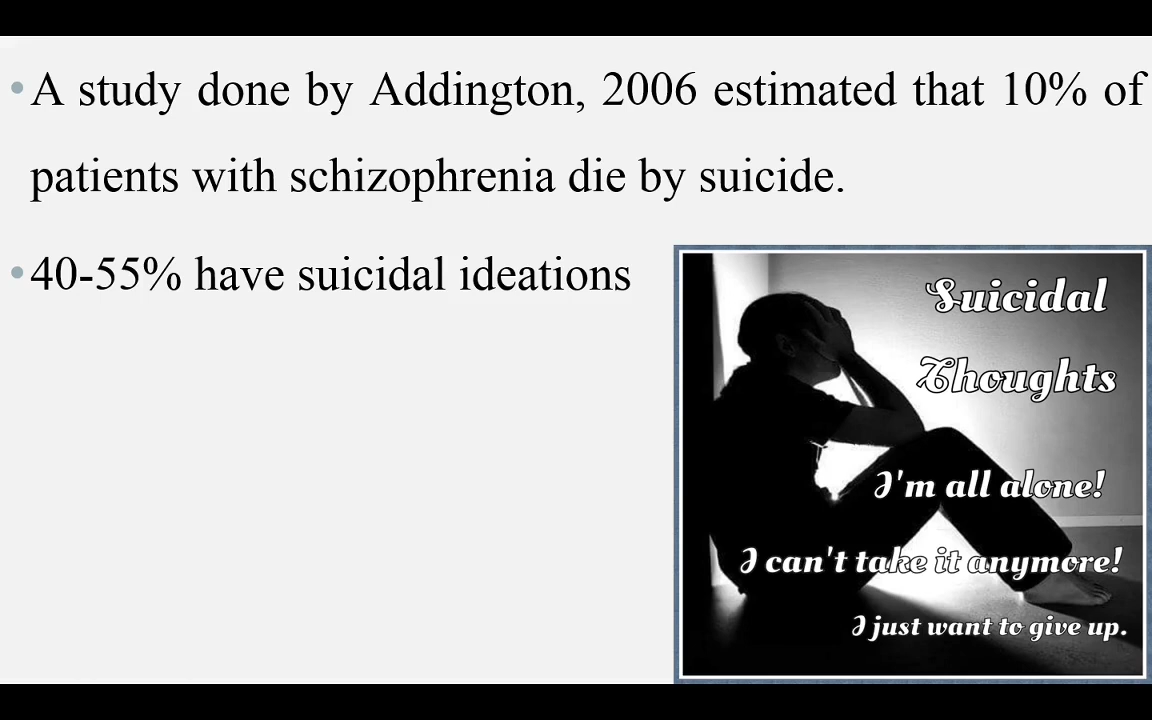 • A study done by Addington, 2006 estimated that 10% of
patients with schizophrenia die by suicide.
• 40-55% have suicidal ideations
Suicidal
Thoughts
I'm all alone!
I can't take it anymore!
I just want to give up.